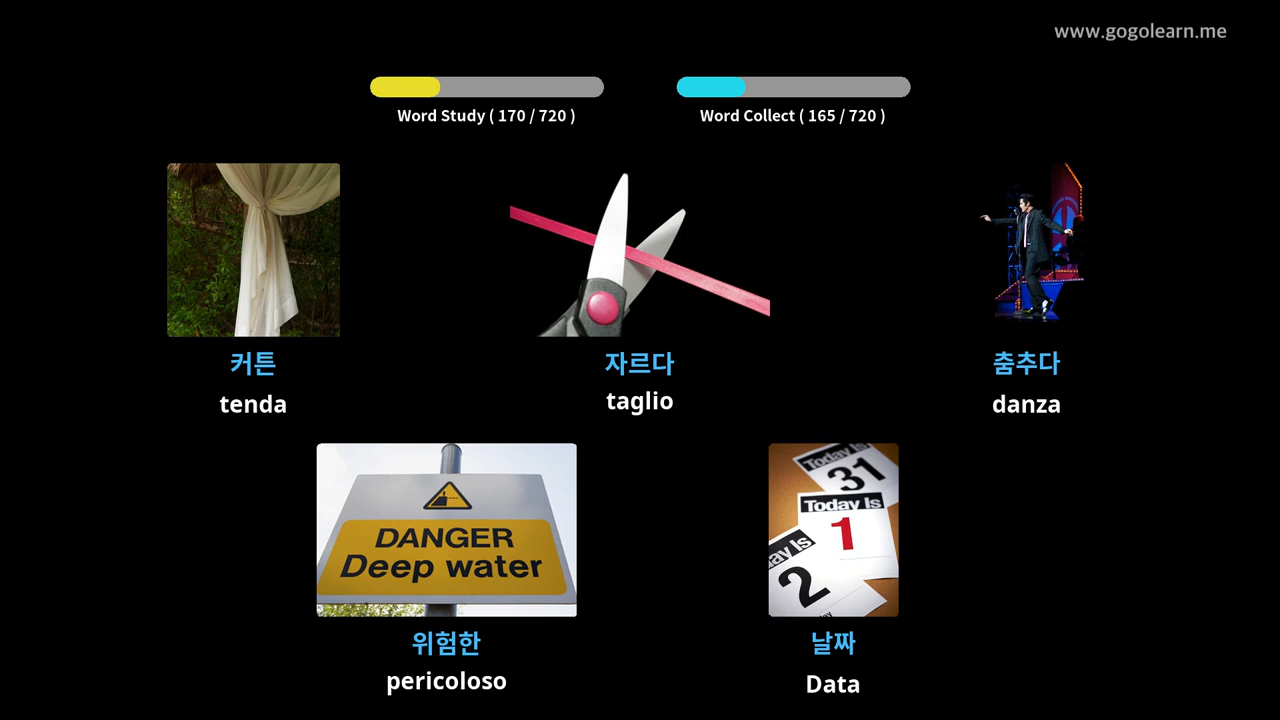 www.gogolearn.me
Word Study ( 170 / 720 )
Word Collect ( 165 / 720 )
커튼
자르다
춤추다
tenda
taglio
danza
DANGER
Deep water
Today Is
31
Today Is
1
ay Is
2
위험한
날짜
pericoloso
Data